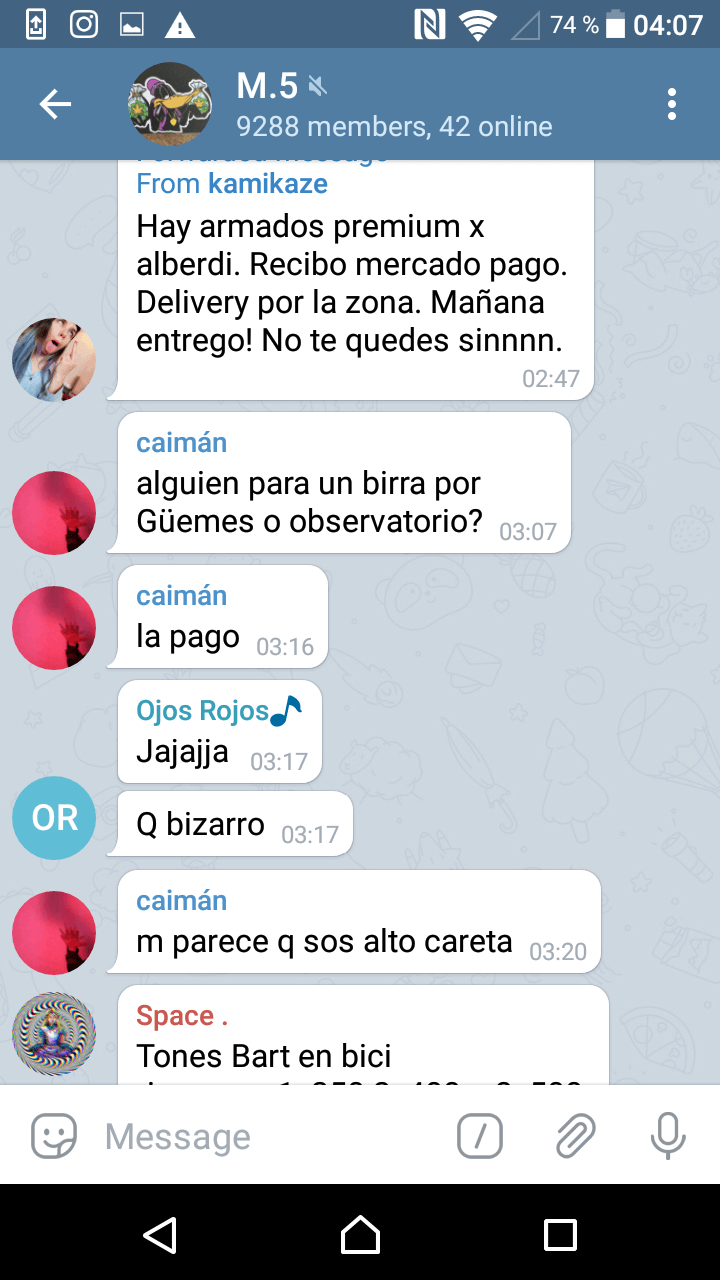 74 % 04:07
M.5
9288 members, 42 online
Forwarded message
From kamikaze
Hay armados premium x
alberdi. Recibo mercado pago.
Delivery por la zona. Mañana
entrego! No te quedes sinnnn.
02:47
caimán
alguien para un birra por
Güemes o observatorio? 03:07
caimán
la pago 03:16
Ojos Rojos
Jajajja 03:17
OR
Q bizarro 03:17
caimán
m parece q sos alto careta 03:20
Space .
Tones Bart en bici
Message